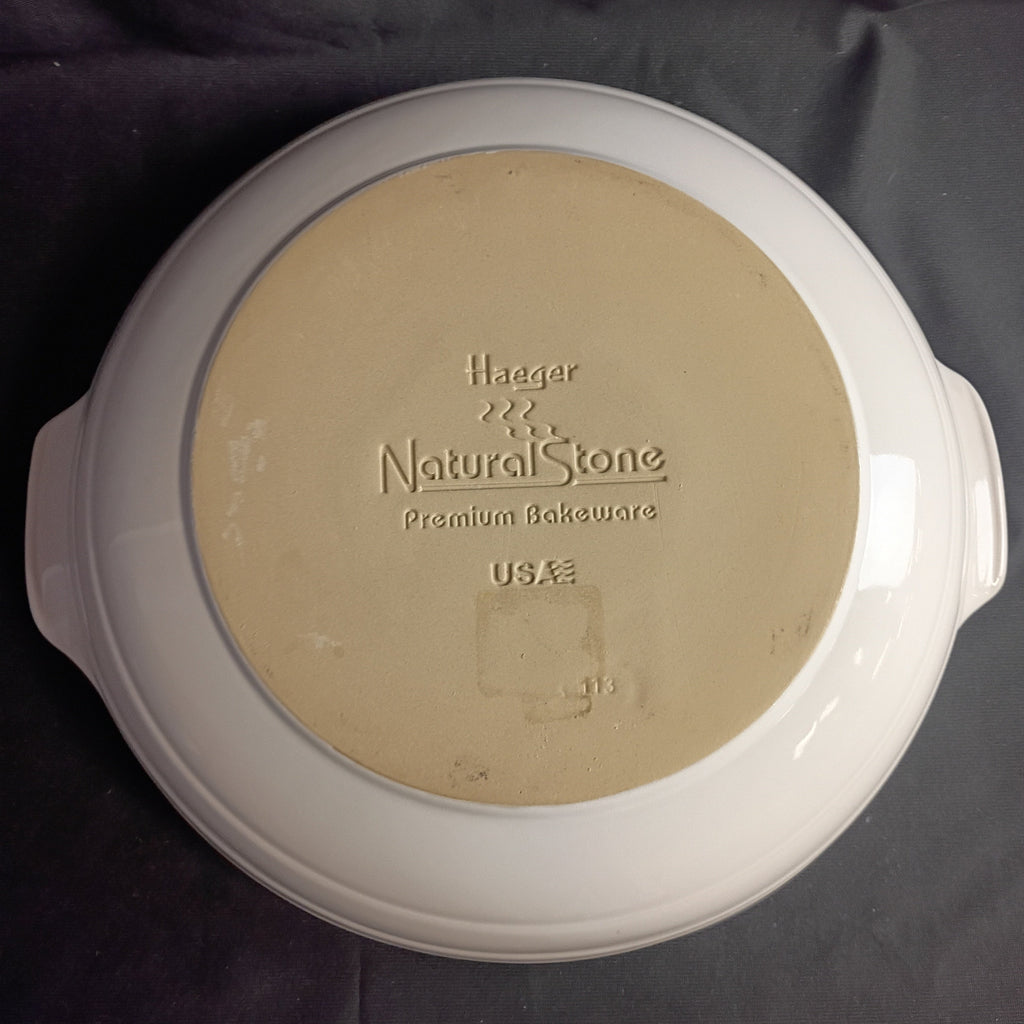 Haeger
NaturalStone
Premium Bakeware
USA
113